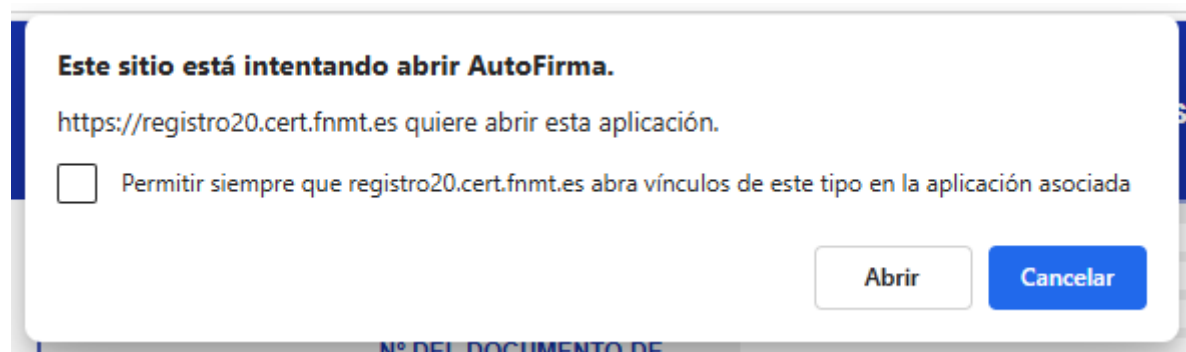 Este sitio está intentando abrir AutoFirma.
https://registro20.cert.fnmt.es quiere abrir esta aplicación.
Permitir siempre que registro20.cert.fnmt.es abra vínculos de este tipo en la aplicación asociada
Abrir
Cancelar
Nº DEL DOCUMENTO DE